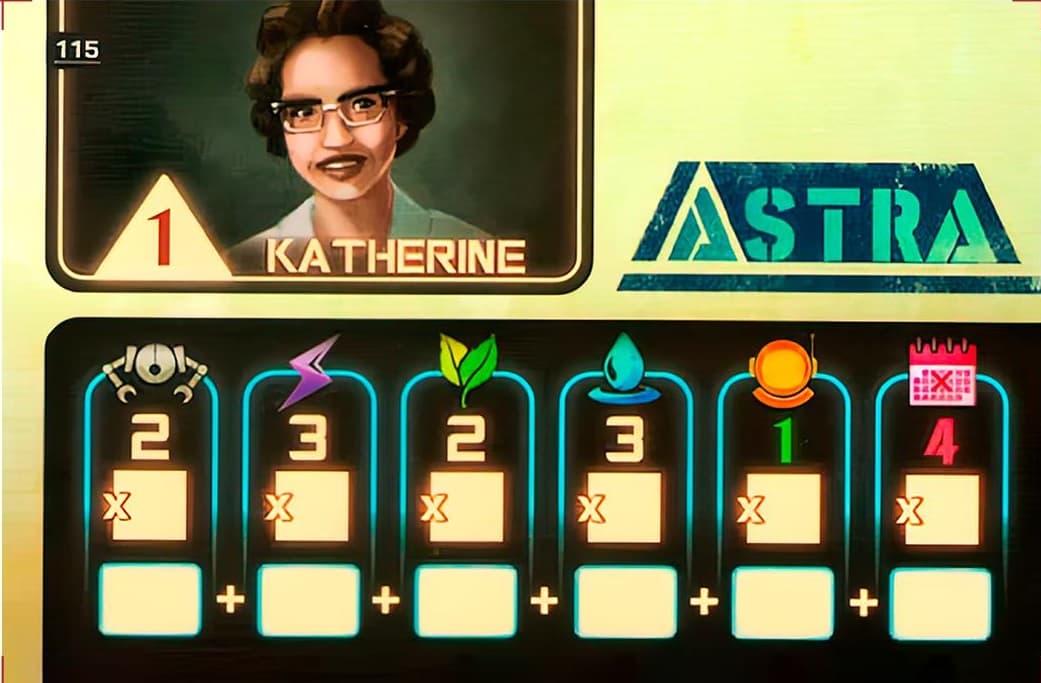 115
1 KATHERINE
ASTRA
2 3 2 3 1 4
X X X X X X
+ + + + +